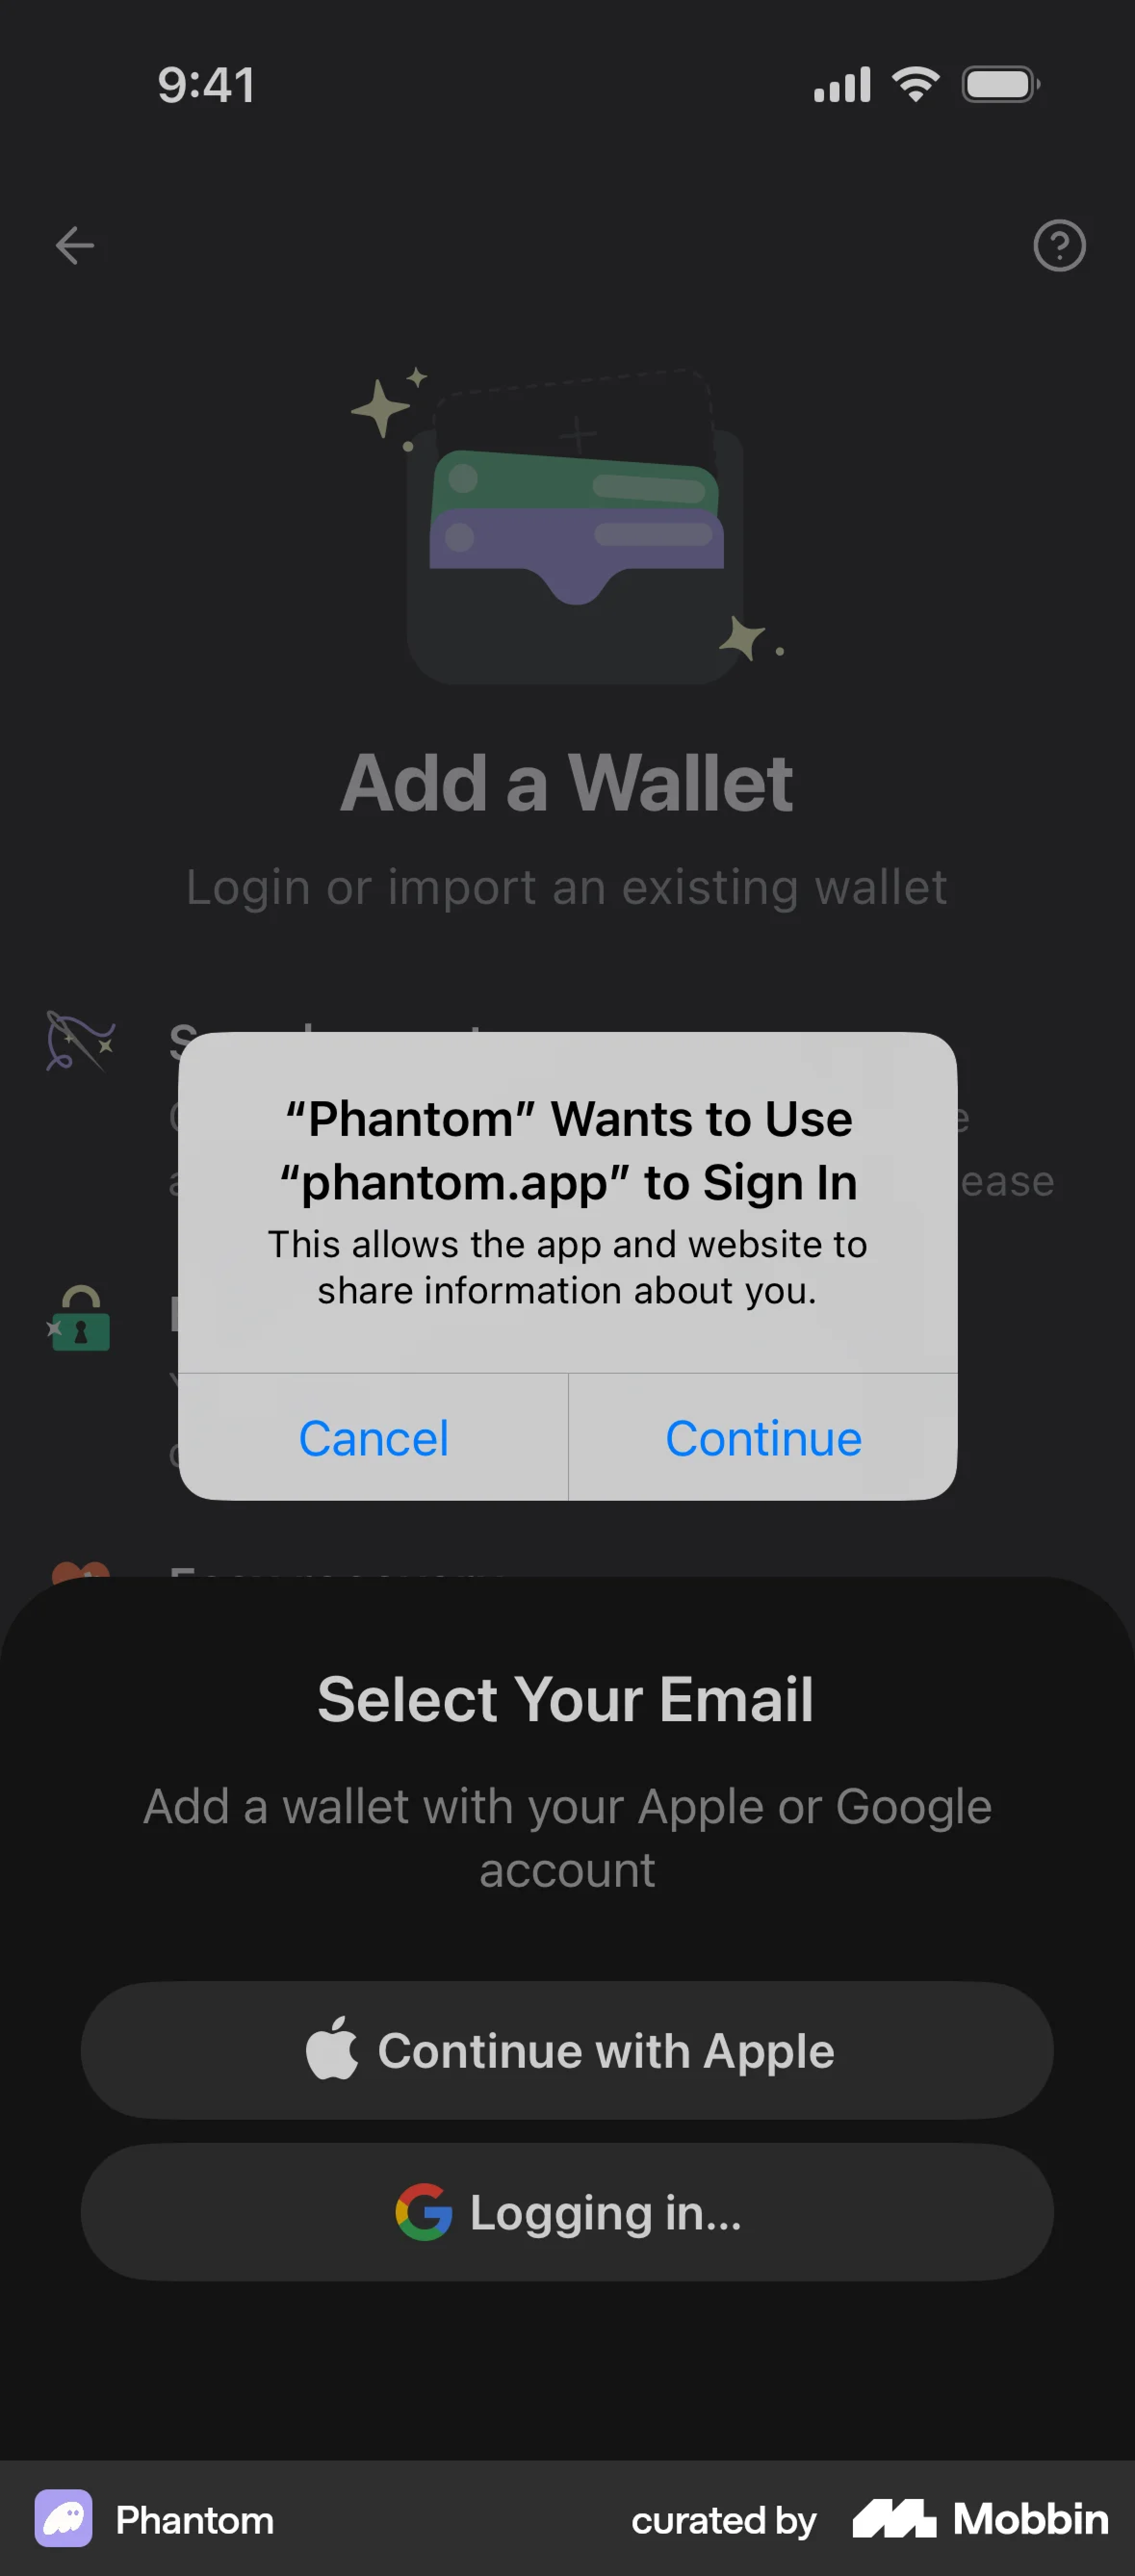 9:41
Add a Wallet
Login or import an existing wallet
“Phantom” Wants to Use
“phantom.app” to Sign In
This allows the app and website to
share information about you.
ease
Cancel
Continue
Select Your Email
Add a wallet with your Apple or Google
account
Continue with Apple
Logging in...
Phantom
curated by Mobbin